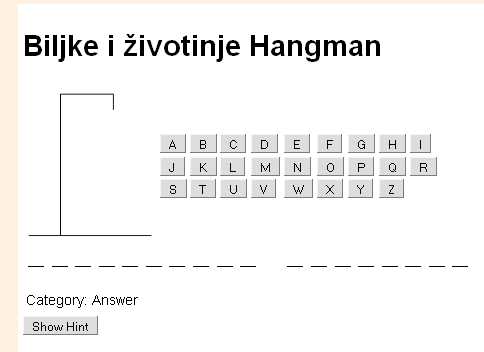 Biljke i životinje Hangman
A B C D E F G H I
J K L M N O P Q R
S T U V W X Y Z
_ _ _ _ _ _ _ _ _ _ _ _ _ _ _ _ _ _ _ _
Category: Answer
Show Hint